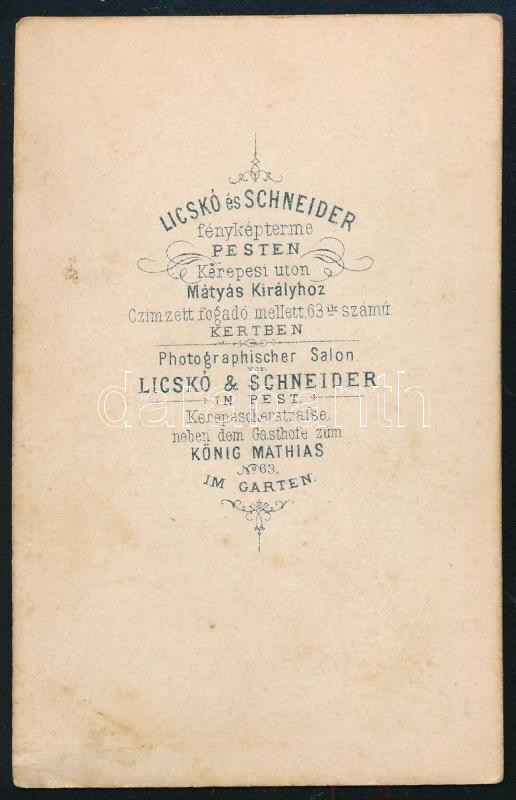 LICSKÓ és SCHNEIDER
fényképterme
PESTEN
Kerepesi uton
Mátyás Királyhoz
Czimzett fogadó mellett, 63ik számú
KERTBEN
Photographischer Salon
von
LICSKÓ & SCHNEIDER
IN PEST.
Kerepescherstraſse,
neben dem Gasthofe zum
KÖNIG MATHIAS
No 63,
IM GARTEN.
darabanth